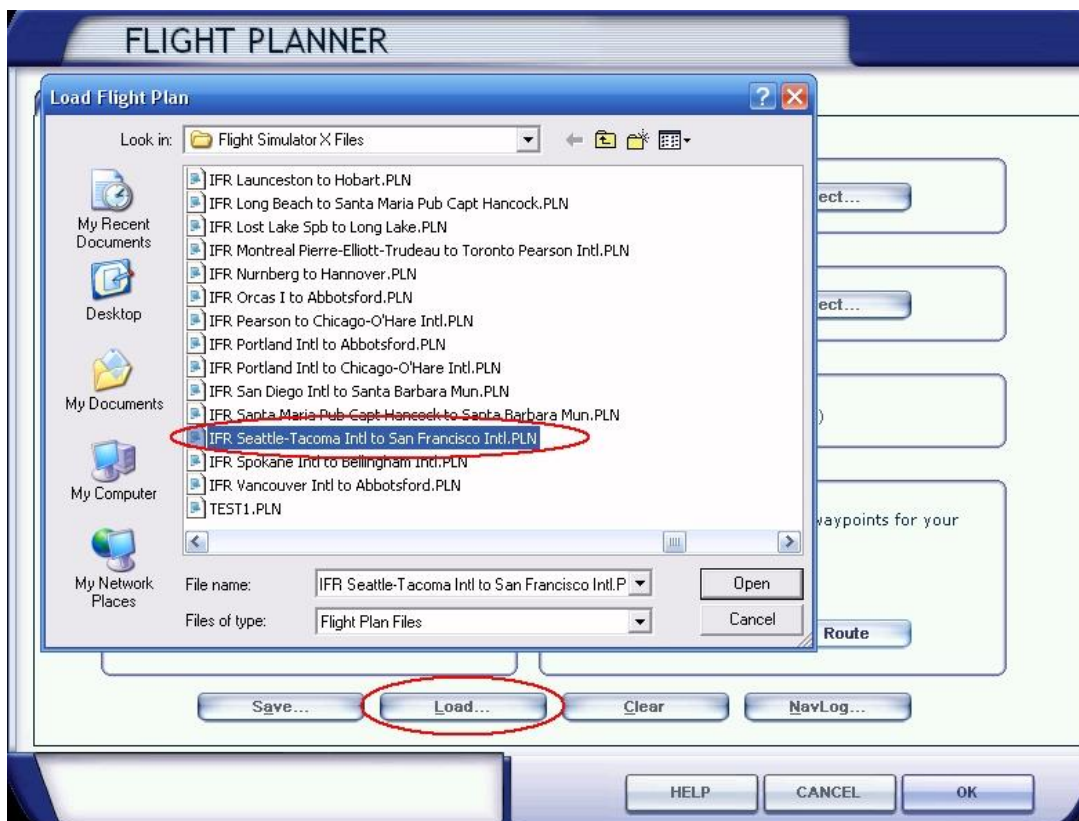 FLIGHT PLANNER
Load Flight Plan
Look in:
Flight Simulator X Files
My Recent
Documents
Desktop
My Documents
My Computer
My Network
Places
IFR Launceston to Hobart.PLN
IFR Long Beach to Santa Maria Pub Capt Hancock.PLN
IFR Lost Lake Spb to Long Lake.PLN
IFR Montreal Pierre-Elliott-Trudeau to Toronto Pearson Intl.PLN
IFR Nurnberg to Hannover.PLN
IFR Orcas I to Abbotsford.PLN
IFR Pearson to Chicago-O'Hare Intl.PLN
IFR Portland Intl to Abbotsford.PLN
IFR Portland Intl to Chicago-O'Hare Intl.PLN
IFR San Diego Intl to Santa Barbara Mun.PLN
IFR Santa Maria Pub Capt Hancock to Santa Barbara Mun.PLN
IFR Seattle-Tacoma Intl to San Francisco Intl.PLN
IFR Spokane Intl to Bellingham Intl.PLN
IFR Vancouver Intl to Abbotsford.PLN
TEST1.PLN
File name:
IFR Seattle-Tacoma Intl to San Francisco Intl.P
Open
Files of type:
Flight Plan Files
Cancel
ect...
ect...
)
vaypoints for your
Route
Save...
Load...
Clear
NavLog...
HELP
CANCEL
OK